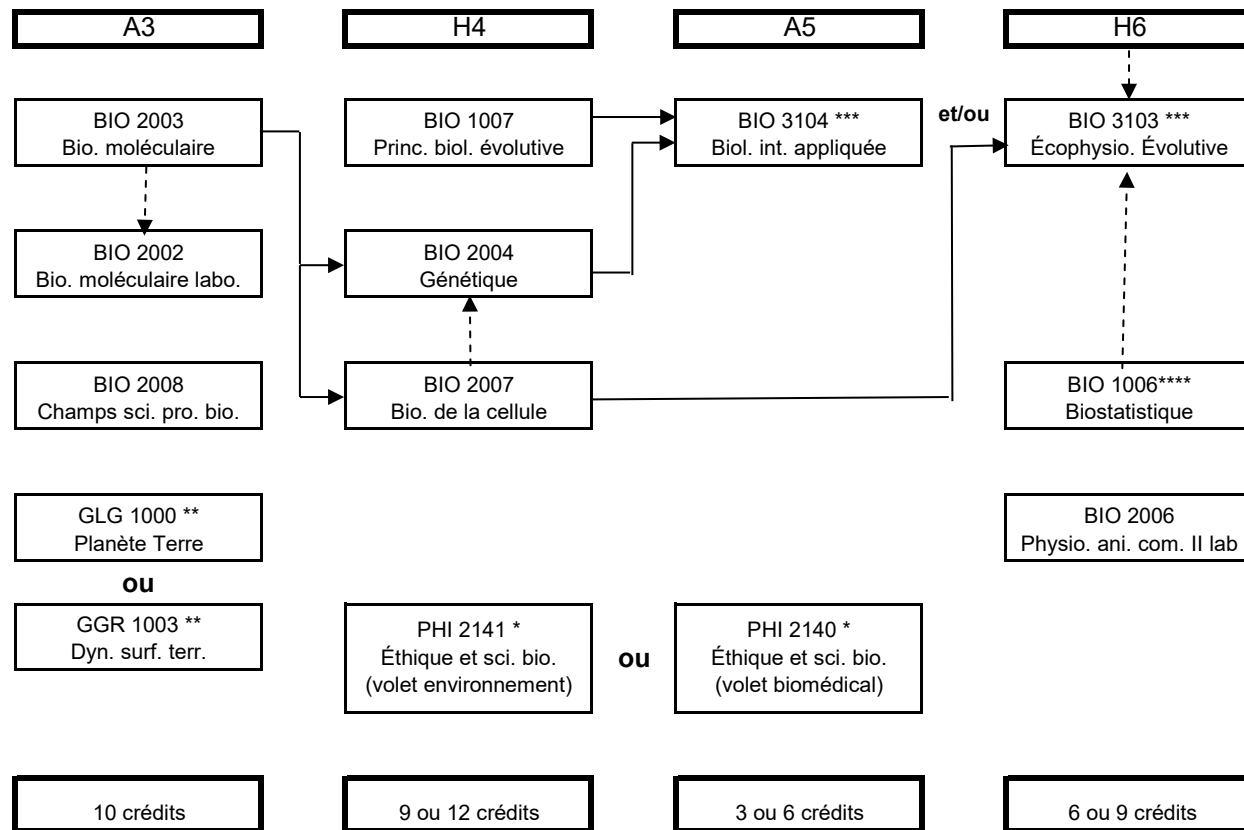 A3
H4
A5
H6
BIO 2003
Bio. moléculaire
BIO 1007
Princ. biol. évolutive
BIO 3104 ***
Biol. int. appliquée
et/ou
BIO 3103 ***
Écophysio. Évolutive
BIO 2002
Bio. moléculaire labo.
BIO 2004
Génétique
BIO 2008
Champs sci. pro. bio.
BIO 2007
Bio. de la cellule
BIO 1006****
Biostatistique
GLG 1000 **
Planète Terre
BIO 2006
Physio. ani. com. II lab
ou
GGR 1003 **
Dyn. surf. terr.
PHI 2141 *
Éthique et sci. bio.
(volet environnement)
ou
PHI 2140 *
Éthique et sci. bio.
(volet biomédical)
10 crédits
9 ou 12 crédits
3 ou 6 crédits
6 ou 9 crédits